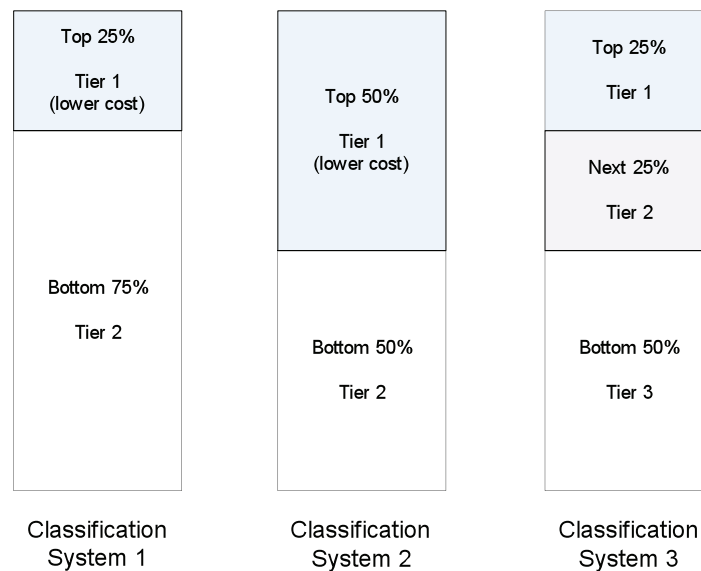 Top 25%
Tier 1
(lower cost)
Bottom 75%
Tier 2
Classification
System 1
Top 50%
Tier 1
(lower cost)
Bottom 50%
Tier 2
Classification
System 2
Top 25%
Tier 1
Next 25%
Tier 2
Bottom 50%
Tier 3
Classification
System 3